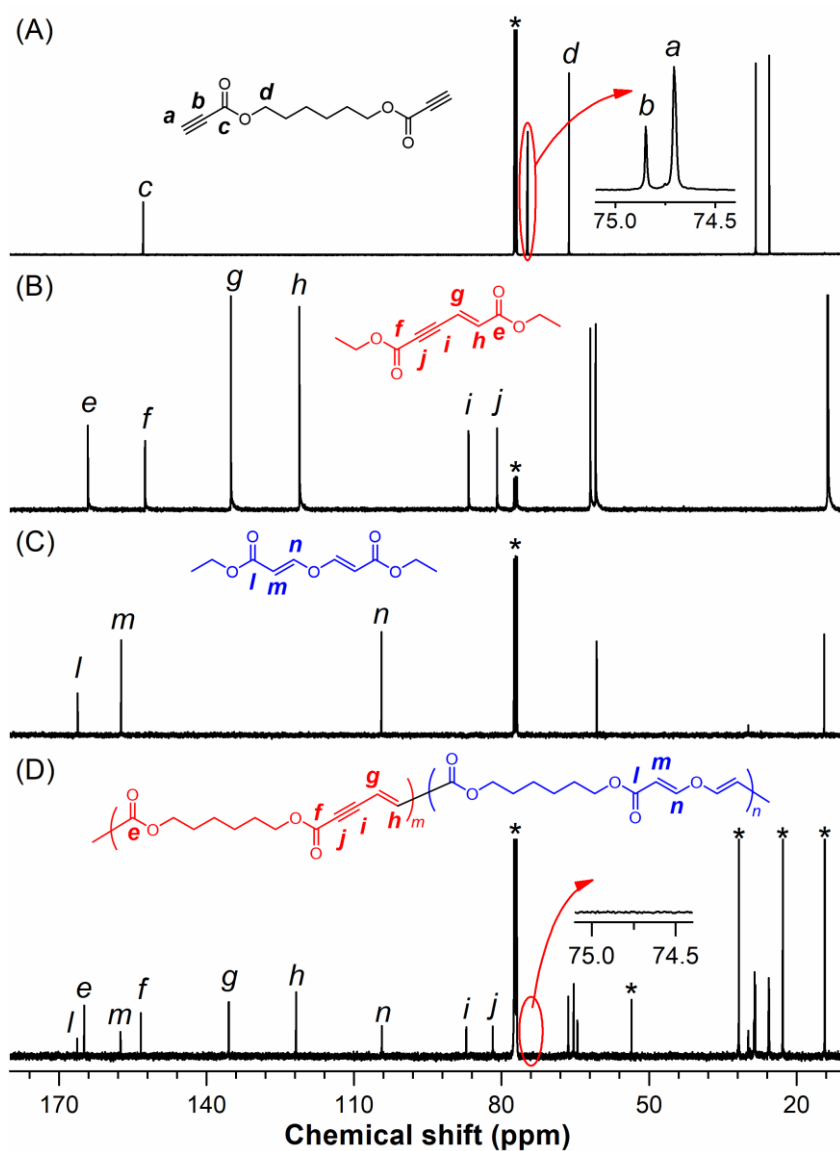 (A)
*
d
a
b
c
O
a b c O d O O
75.0 74.5
(B)
g
h
e
f
i
j
*
g O
f h e O
O j i
O
(C)
*
O n O
O l m O O
m
n
l
(D)
O g O O l m O
e O O f j i h m O O n n
O
*
*
*
*
*
75.0 74.5
l
e
m
f
g
h
n
i
j
170 140 110 80 50 20
Chemical shift (ppm)